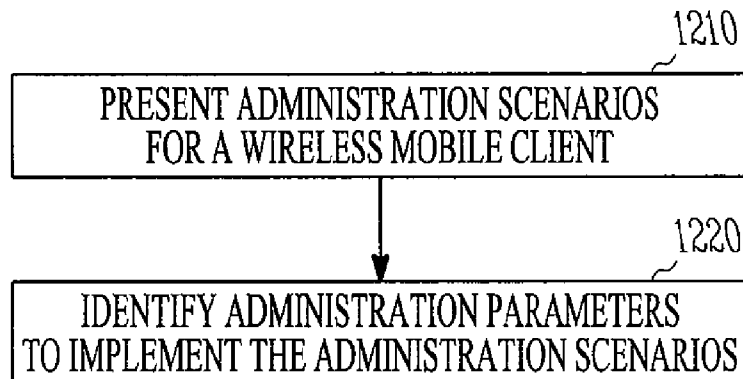 1210
PRESENT ADMINISTRATION SCENARIOS
FOR A WIRELESS MOBILE CLIENT
1220
IDENTIFY ADMINISTRATION PARAMETERS
TO IMPLEMENT THE ADMINISTRATION SCENARIOS